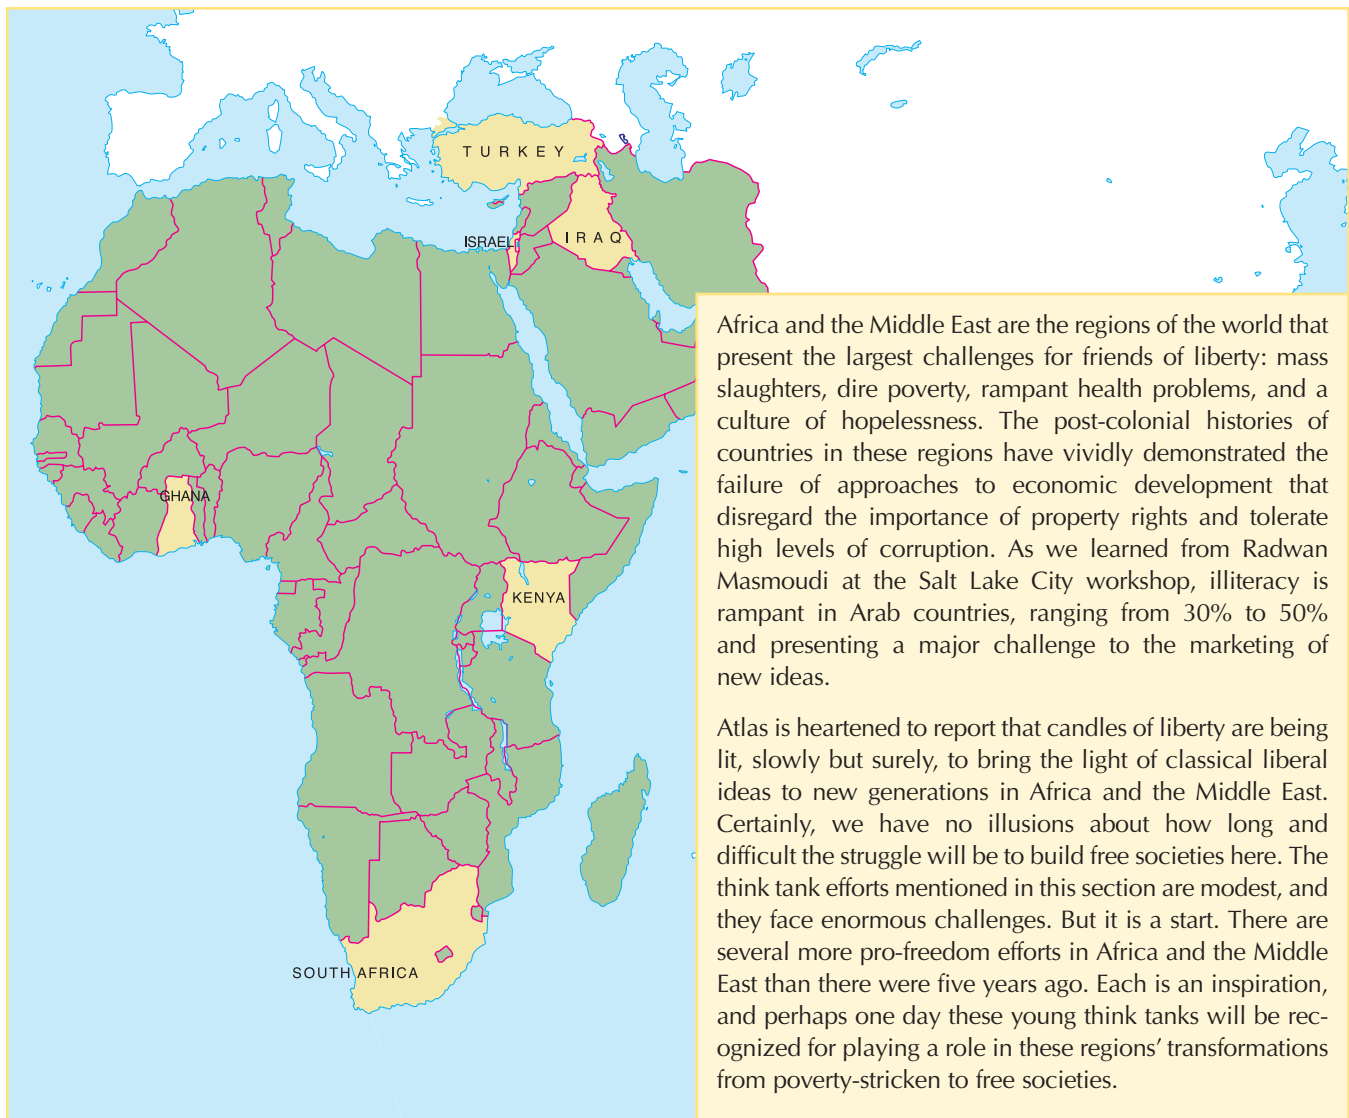 TURKEY
ISRAEL
IRAQ
GHANA
KENYA
SOUTH AFRICA
Africa and the Middle East are the regions of the world that
present the largest challenges for friends of liberty: mass
slaughters, dire poverty, rampant health problems, and a
culture of hopelessness. The post-colonial histories of
countries in these regions have vividly demonstrated the
failure of approaches to economic development that
disregard the importance of property rights and tolerate
high levels of corruption. As we learned from Radwan
Masmoudi at the Salt Lake City workshop, illiteracy is
rampant in Arab countries, ranging from 30% to 50%
and presenting a major challenge to the marketing of
new ideas.
Atlas is heartened to report that candles of liberty are being
lit, slowly but surely, to bring the light of classical liberal
ideas to new generations in Africa and the Middle East.
Certainly, we have no illusions about how long and
difficult the struggle will be to build free societies here. The
think tank efforts mentioned in this section are modest, and
they face enormous challenges. But it is a start. There are
several more pro-freedom efforts in Africa and the Middle
East than there were five years ago. Each is an inspiration,
and perhaps one day these young think tanks will be rec-
ognized for playing a role in these regions' transformations
from poverty-stricken to free societies.